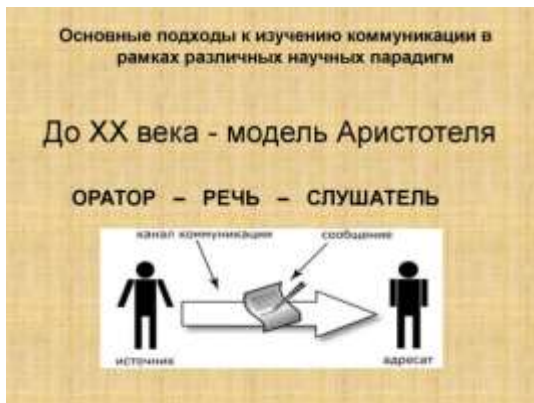 Основные подходы к изучению коммуникации в
рамках различных научных парадигм
До XX века - модель Аристотеля
ОРАТОР – РЕЧЬ – СЛУШАТЕЛЬ
канал коммуникации сообщение
источник адресат